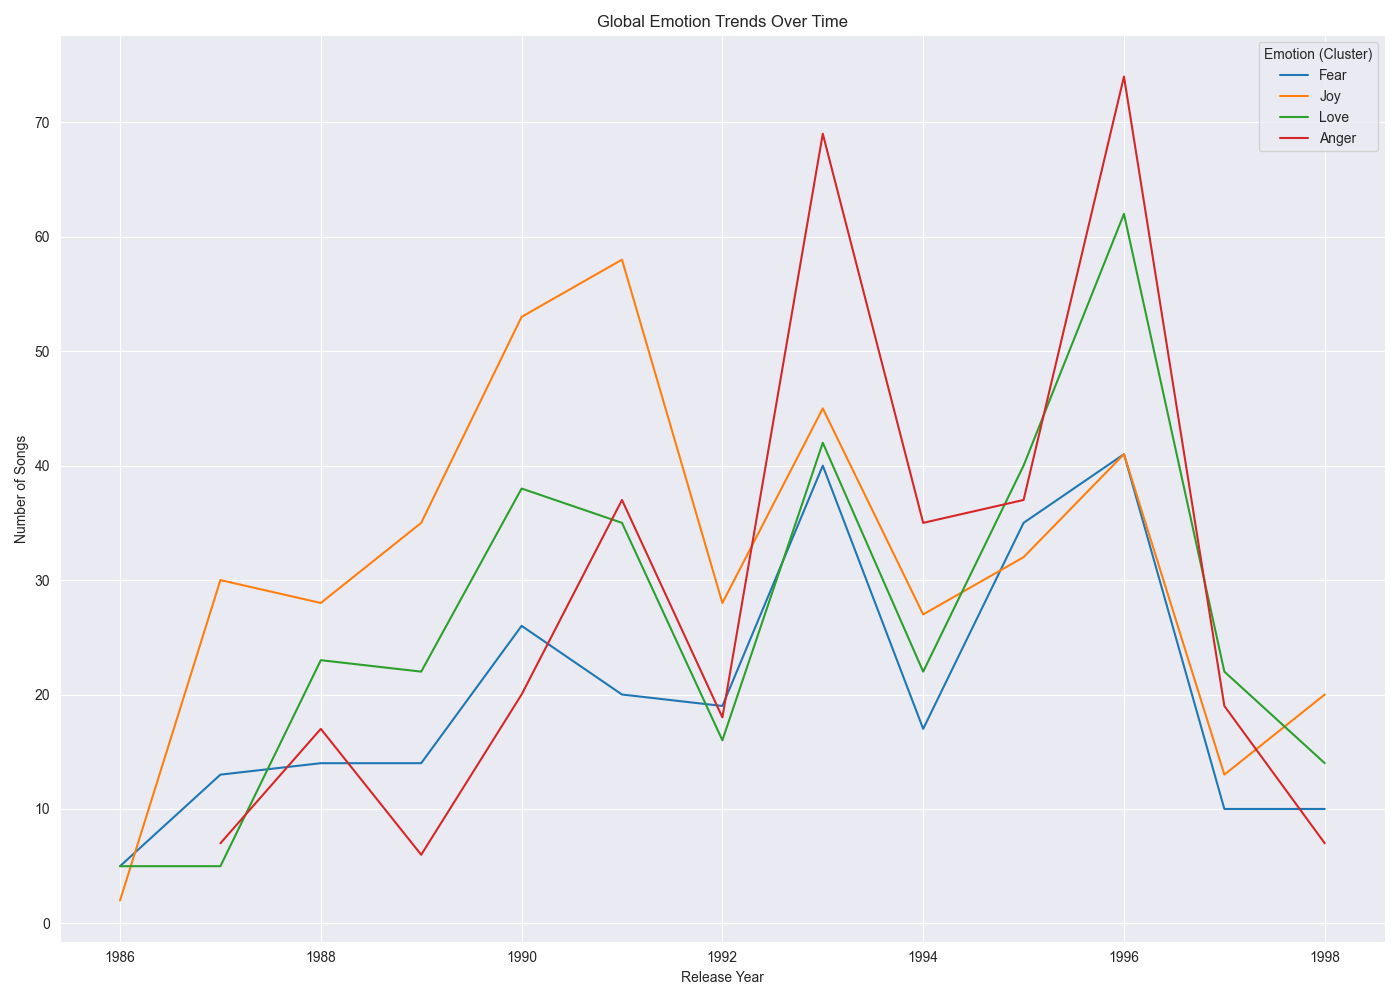 Global Emotion Trends Over Time
Emotion (Cluster)
Fear
Joy
Love
Anger
Number of Songs
70
60
50
40
30
20
10
0
1986 1988 1990 1992 1994 1996 1998
Release Year